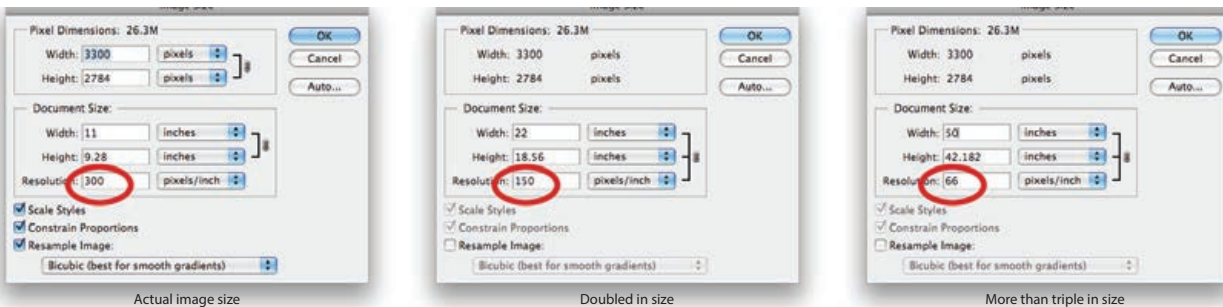 Image Size
Pixel Dimensions: 26.3M
Width: 3300 pixels
Height: 2784 pixels
OK
Cancel
Auto...
Document Size:
Width: 11 inches
Height: 9.28 inches
Resolution: 300 pixels/inch
Scale Styles
Constrain Proportions
Resample Image:
Bicubic (best for smooth gradients)
Actual image size
Image Size
Pixel Dimensions: 26.3M
Width: 3300 pixels
Height: 2784 pixels
OK
Cancel
Auto...
Document Size:
Width: 22 inches
Height: 18.56 inches
Resolution: 150 pixels/inch
Scale Styles
Constrain Proportions
Resample Image:
Bicubic (best for smooth gradients)
Doubled in size
Image Size
Pixel Dimensions: 26.3M
Width: 3300 pixels
Height: 2784 pixels
OK
Cancel
Auto...
Document Size:
Width: 50 inches
Height: 42.182 inches
Resolution: 66 pixels/inch
Scale Styles
Constrain Proportions
Resample Image:
Bicubic (best for smooth gradients)
More than triple in size